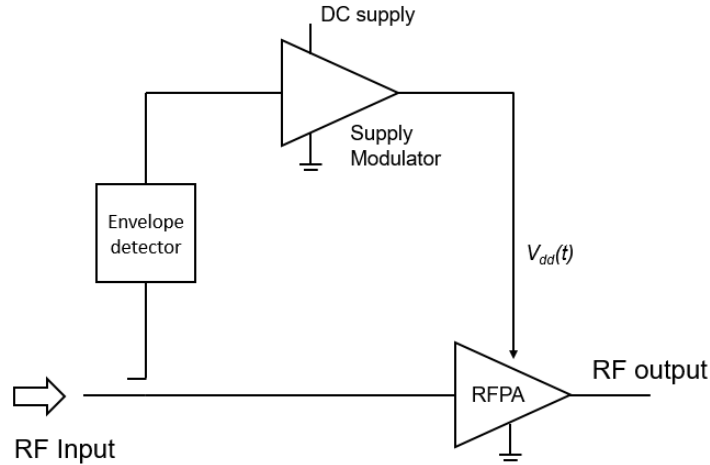 DC supply
Supply
Modulator
Envelope
detector
Vdd(t)
RFPA
RF output
RF Input